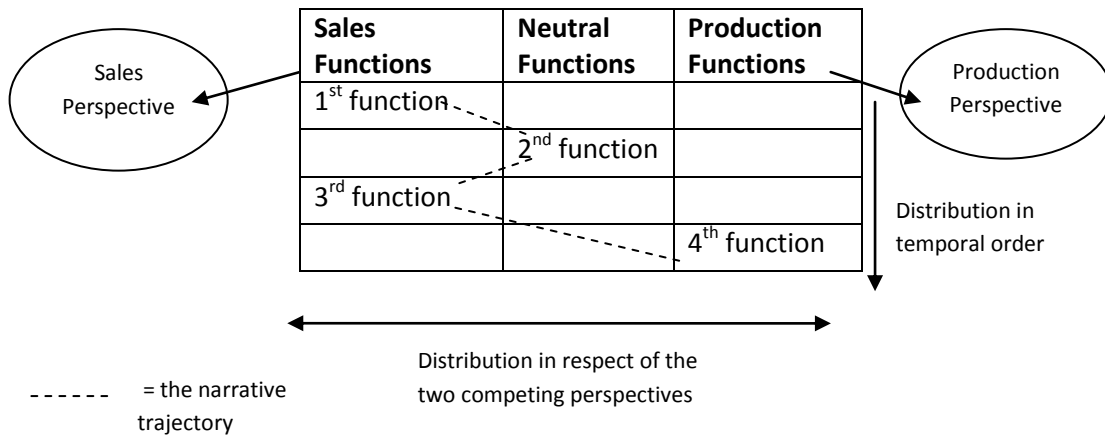 Sales Functions
Neutral Functions
Production Functions
Sales
Perspective
Production
Perspective
1st function
2nd function
3rd function
4th function
Distribution in
temporal order
Distribution in respect of the
two competing perspectives
= the narrative
trajectory